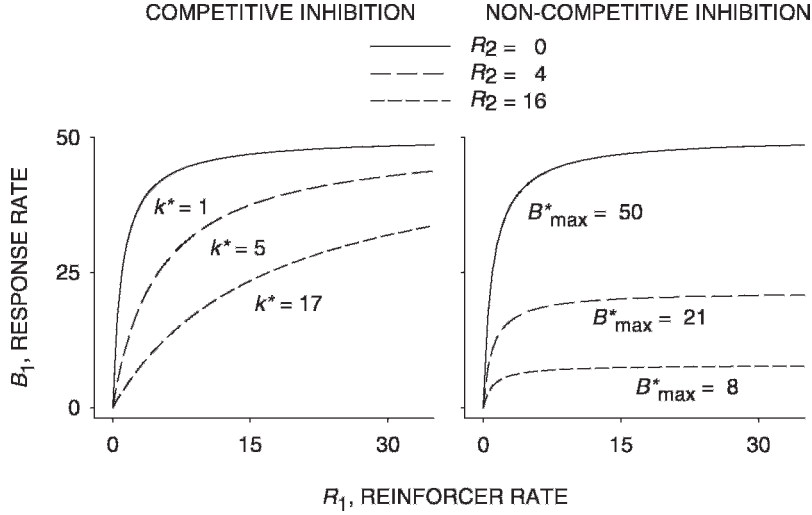 COMPETITIVE INHIBITION
NON-COMPETITIVE INHIBITION
R2 = 0
R2 = 4
R2 = 16
B1, RESPONSE RATE
50
25
0
k* = 1
k* = 5
k* = 17
0
15
30
B*max = 50
B*max = 21
B*max = 8
0
15
30
R1, REINFORCER RATE